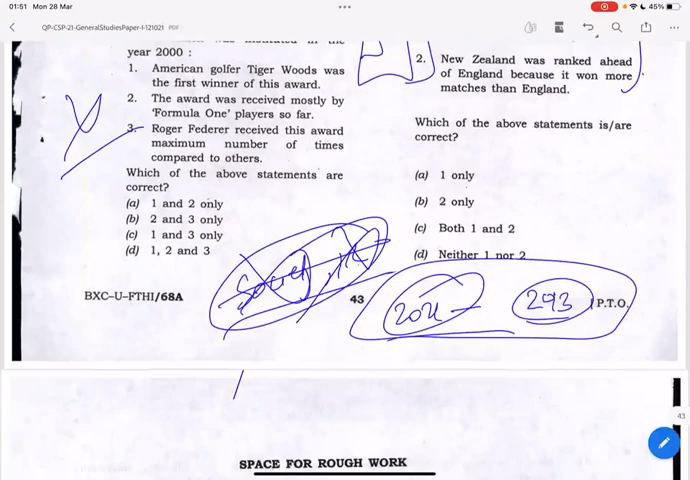 01:51 Mon 28 Mar
45%
QP-CSP-21-GeneralStudiesPaper-I-121021 PDF
year 2000 :
1. American golfer Tiger Woods was
the first winner of this award.
2. The award was received mostly by
'Formula One' players so far.
3. Roger Federer received this award
maximum number of times
compared to others.
Which of the above statements are
correct?
(a) 1 and 2 only
(b) 2 and 3 only
(c) 1 and 3 only
(d) 1, 2 and 3
2. New Zealand was ranked ahead
of England because it won more
matches than England.
Which of the above statements is/are
correct?
(a) 1 only
(b) 2 only
(c) Both 1 and 2
(d) Neither 1 nor 2
BXC-U-FTHI/68A
43
293
P.T.O.
43
SPACE FOR ROUGH WORK